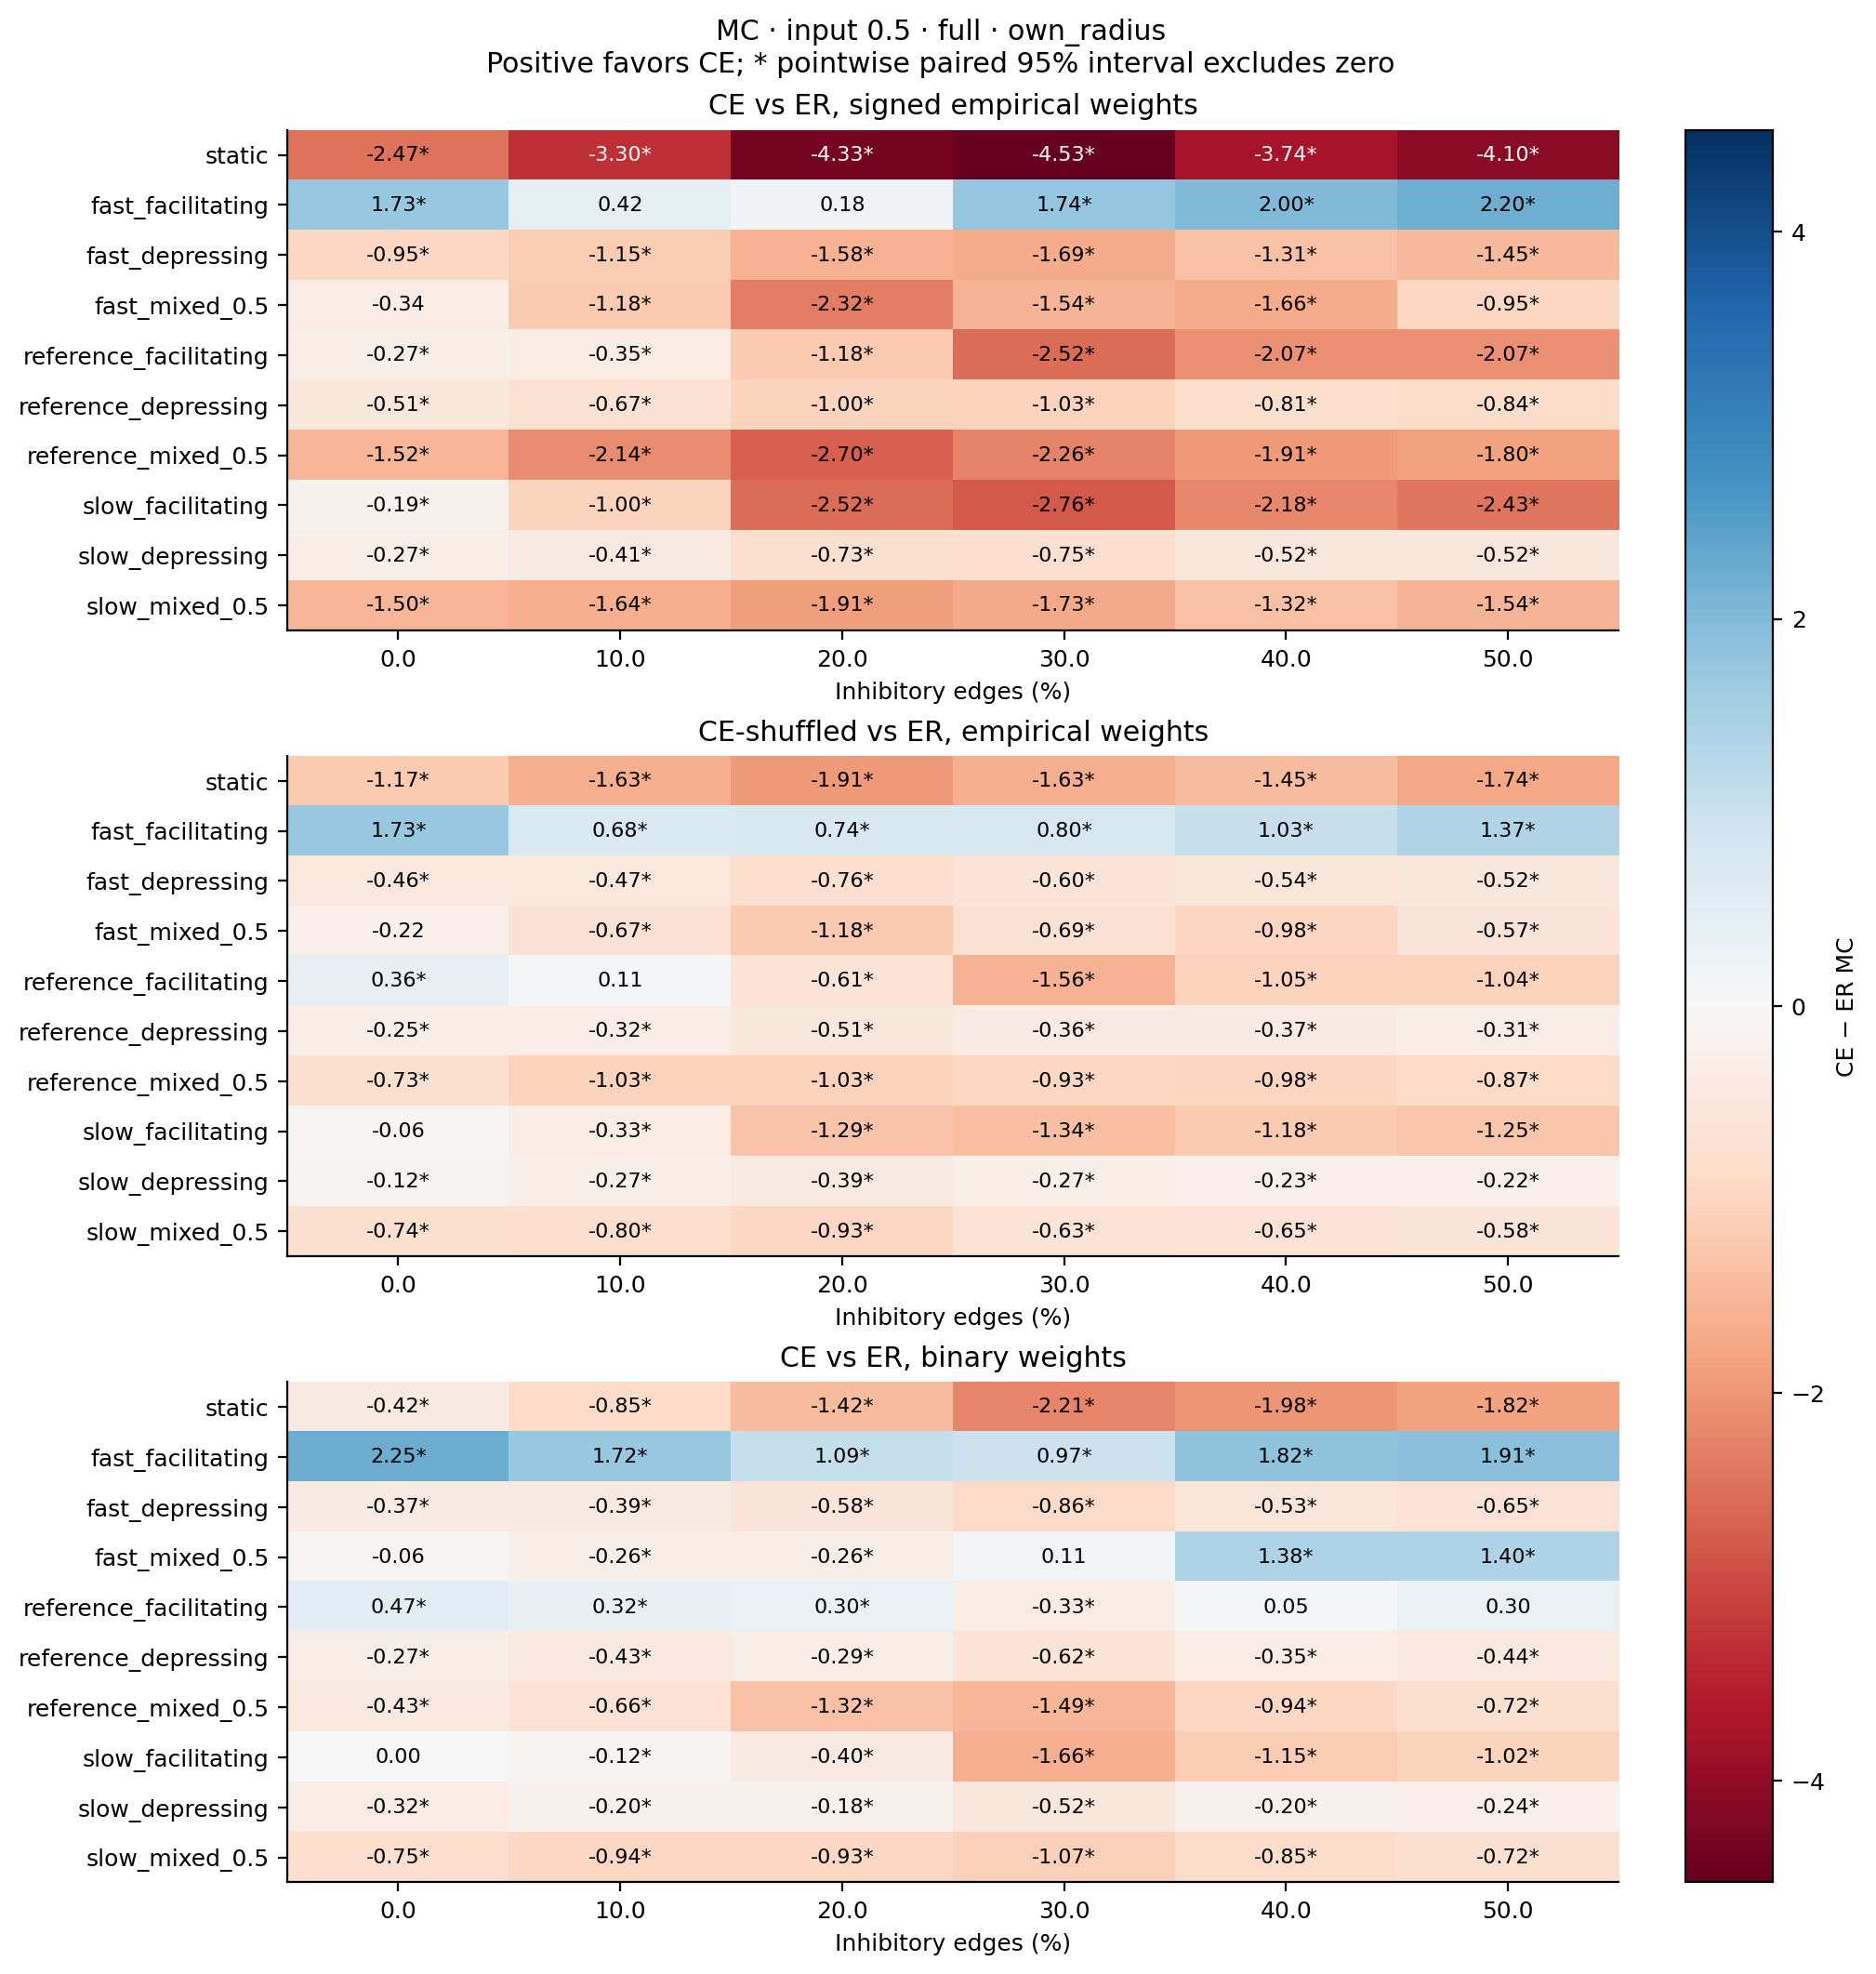 MC · input 0.5 · full · own_radius
Positive favors CE; * pointwise paired 95% interval excludes zero
CE vs ER, signed empirical weights
static -2.47* -3.30* -4.33* -4.53* -3.74* -4.10*
fast_facilitating 1.73* 0.42 0.18 1.74* 2.00* 2.20*
fast_depressing -0.95* -1.15* -1.58* -1.69* -1.31* -1.45*
fast_mixed_0.5 -0.34 -1.18* -2.32* -1.54* -1.66* -0.95*
reference_facilitating -0.27* -0.35* -1.18* -2.52* -2.07* -2.07*
reference_depressing -0.51* -0.67* -1.00* -1.03* -0.81* -0.84*
reference_mixed_0.5 -1.52* -2.14* -2.70* -2.26* -1.91* -1.80*
slow_facilitating -0.19* -1.00* -2.52* -2.76* -2.18* -2.43*
slow_depressing -0.27* -0.41* -0.73* -0.75* -0.52* -0.52*
slow_mixed_0.5 -1.50* -1.64* -1.91* -1.73* -1.32* -1.54*
0.0 10.0 20.0 30.0 40.0 50.0
Inhibitory edges (%)
CE-shuffled vs ER, empirical weights
static -1.17* -1.63* -1.91* -1.63* -1.45* -1.74*
fast_facilitating 1.73* 0.68* 0.74* 0.80* 1.03* 1.37*
fast_depressing -0.46* -0.47* -0.76* -0.60* -0.54* -0.52*
fast_mixed_0.5 -0.22 -0.67* -1.18* -0.69* -0.98* -0.57*
reference_facilitating 0.36* 0.11 -0.61* -1.56* -1.05* -1.04*
reference_depressing -0.25* -0.32* -0.51* -0.36* -0.37* -0.31*
reference_mixed_0.5 -0.73* -1.03* -1.03* -0.93* -0.98* -0.87*
slow_facilitating -0.06 -0.33* -1.29* -1.34* -1.18* -1.25*
slow_depressing -0.12* -0.27* -0.39* -0.27* -0.23* -0.22*
slow_mixed_0.5 -0.74* -0.80* -0.93* -0.63* -0.65* -0.58*
0.0 10.0 20.0 30.0 40.0 50.0
Inhibitory edges (%)
CE vs ER, binary weights
static -0.42* -0.85* -1.42* -2.21* -1.98* -1.82*
fast_facilitating 2.25* 1.72* 1.09* 0.97* 1.82* 1.91*
fast_depressing -0.37* -0.39* -0.58* -0.86* -0.53* -0.65*
fast_mixed_0.5 -0.06 -0.26* -0.26* 0.11 1.38* 1.40*
reference_facilitating 0.47* 0.32* 0.30* -0.33* 0.05 0.30
reference_depressing -0.27* -0.43* -0.29* -0.62* -0.35* -0.44*
reference_mixed_0.5 -0.43* -0.66* -1.32* -1.49* -0.94* -0.72*
slow_facilitating 0.00 -0.12* -0.40* -1.66* -1.15* -1.02*
slow_depressing -0.32* -0.20* -0.18* -0.52* -0.20* -0.24*
slow_mixed_0.5 -0.75* -0.94* -0.93* -1.07* -0.85* -0.72*
0.0 10.0 20.0 30.0 40.0 50.0
Inhibitory edges (%)
4
2
0
−2
−4
CE − ER MC